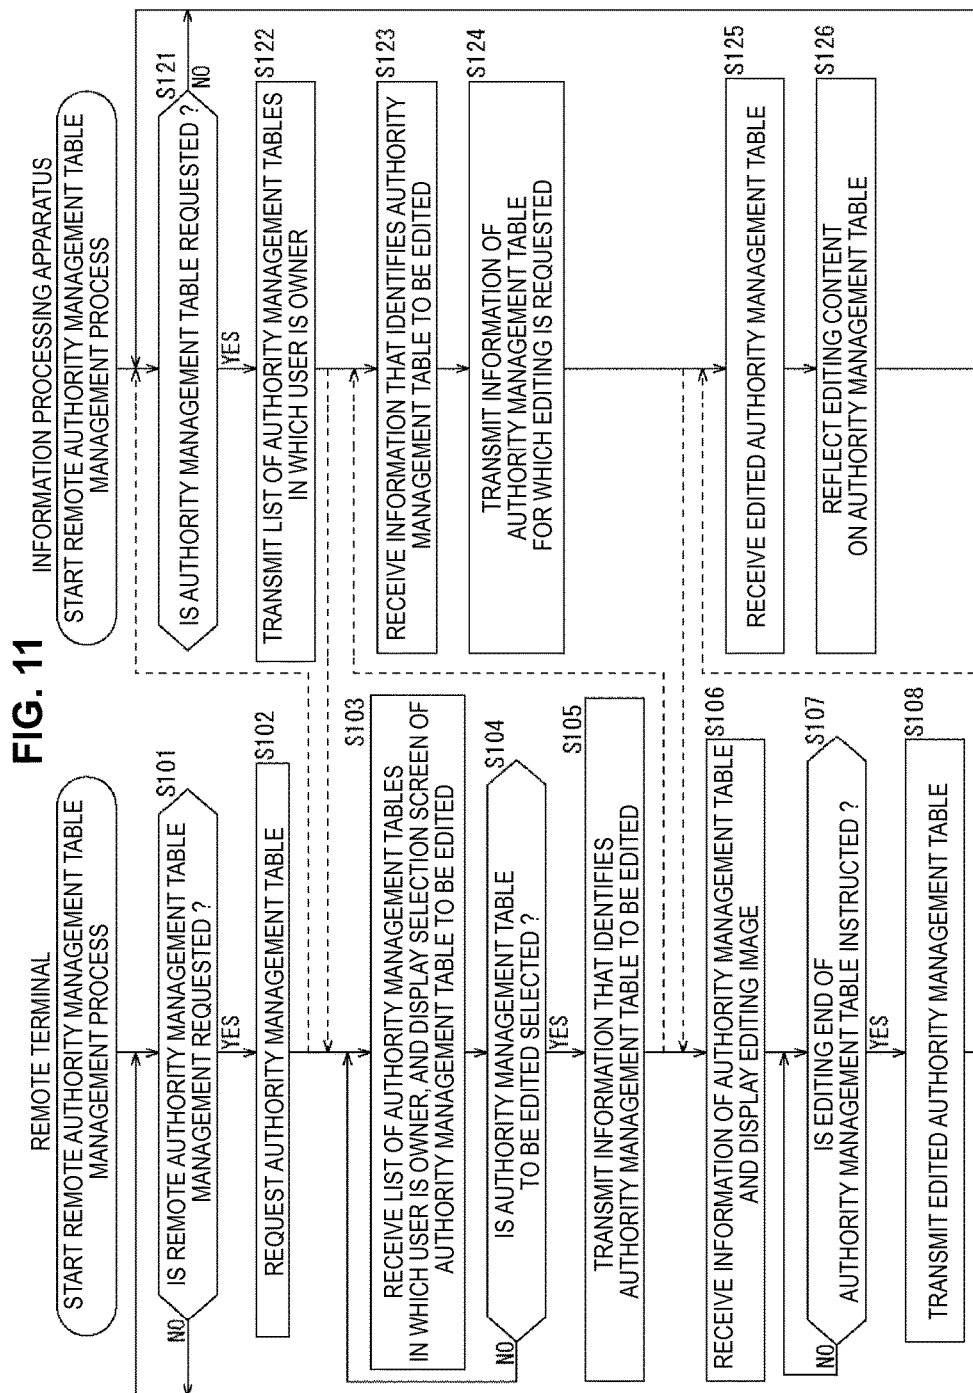 FIG. 11
REMOTE TERMINAL
START REMOTE AUTHORITY MANAGEMENT TABLE
MANAGEMENT PROCESS
S101
IS REMOTE AUTHORITY MANAGEMENT TABLE
MANAGEMENT REQUESTED ?
NO
YES
S102
REQUEST AUTHORITY MANAGEMENT TABLE
S103
RECEIVE LIST OF AUTHORITY MANAGEMENT TABLES
IN WHICH USER IS OWNER, AND DISPLAY SELECTION SCREEN OF
AUTHORITY MANAGEMENT TABLE TO BE EDITED
S104
IS AUTHORITY MANAGEMENT TABLE
TO BE EDITED SELECTED ?
NO
YES
S105
TRANSMIT INFORMATION THAT IDENTIFIES
AUTHORITY MANAGEMENT TABLE TO BE EDITED
S106
RECEIVE INFORMATION OF AUTHORITY MANAGEMENT TABLE
AND DISPLAY EDITING IMAGE
S107
IS EDITING END OF
AUTHORITY MANAGEMENT TABLE INSTRUCTED ?
NO
YES
S108
TRANSMIT EDITED AUTHORITY MANAGEMENT TABLE
INFORMATION PROCESSING APPARATUS
START REMOTE AUTHORITY MANAGEMENT TABLE
MANAGEMENT PROCESS
S121
IS AUTHORITY MANAGEMENT TABLE REQUESTED ?
NO
YES
S122
TRANSMIT LIST OF AUTHORITY MANAGEMENT TABLES
IN WHICH USER IS OWNER
S123
RECEIVE INFORMATION THAT IDENTIFIES AUTHORITY
MANAGEMENT TABLE TO BE EDITED
S124
TRANSMIT INFORMATION OF
AUTHORITY MANAGEMENT TABLE
FOR WHICH EDITING IS REQUESTED
S125
RECEIVE EDITED AUTHORITY MANAGEMENT TABLE
S126
REFLECT EDITING CONTENT
ON AUTHORITY MANAGEMENT TABLE